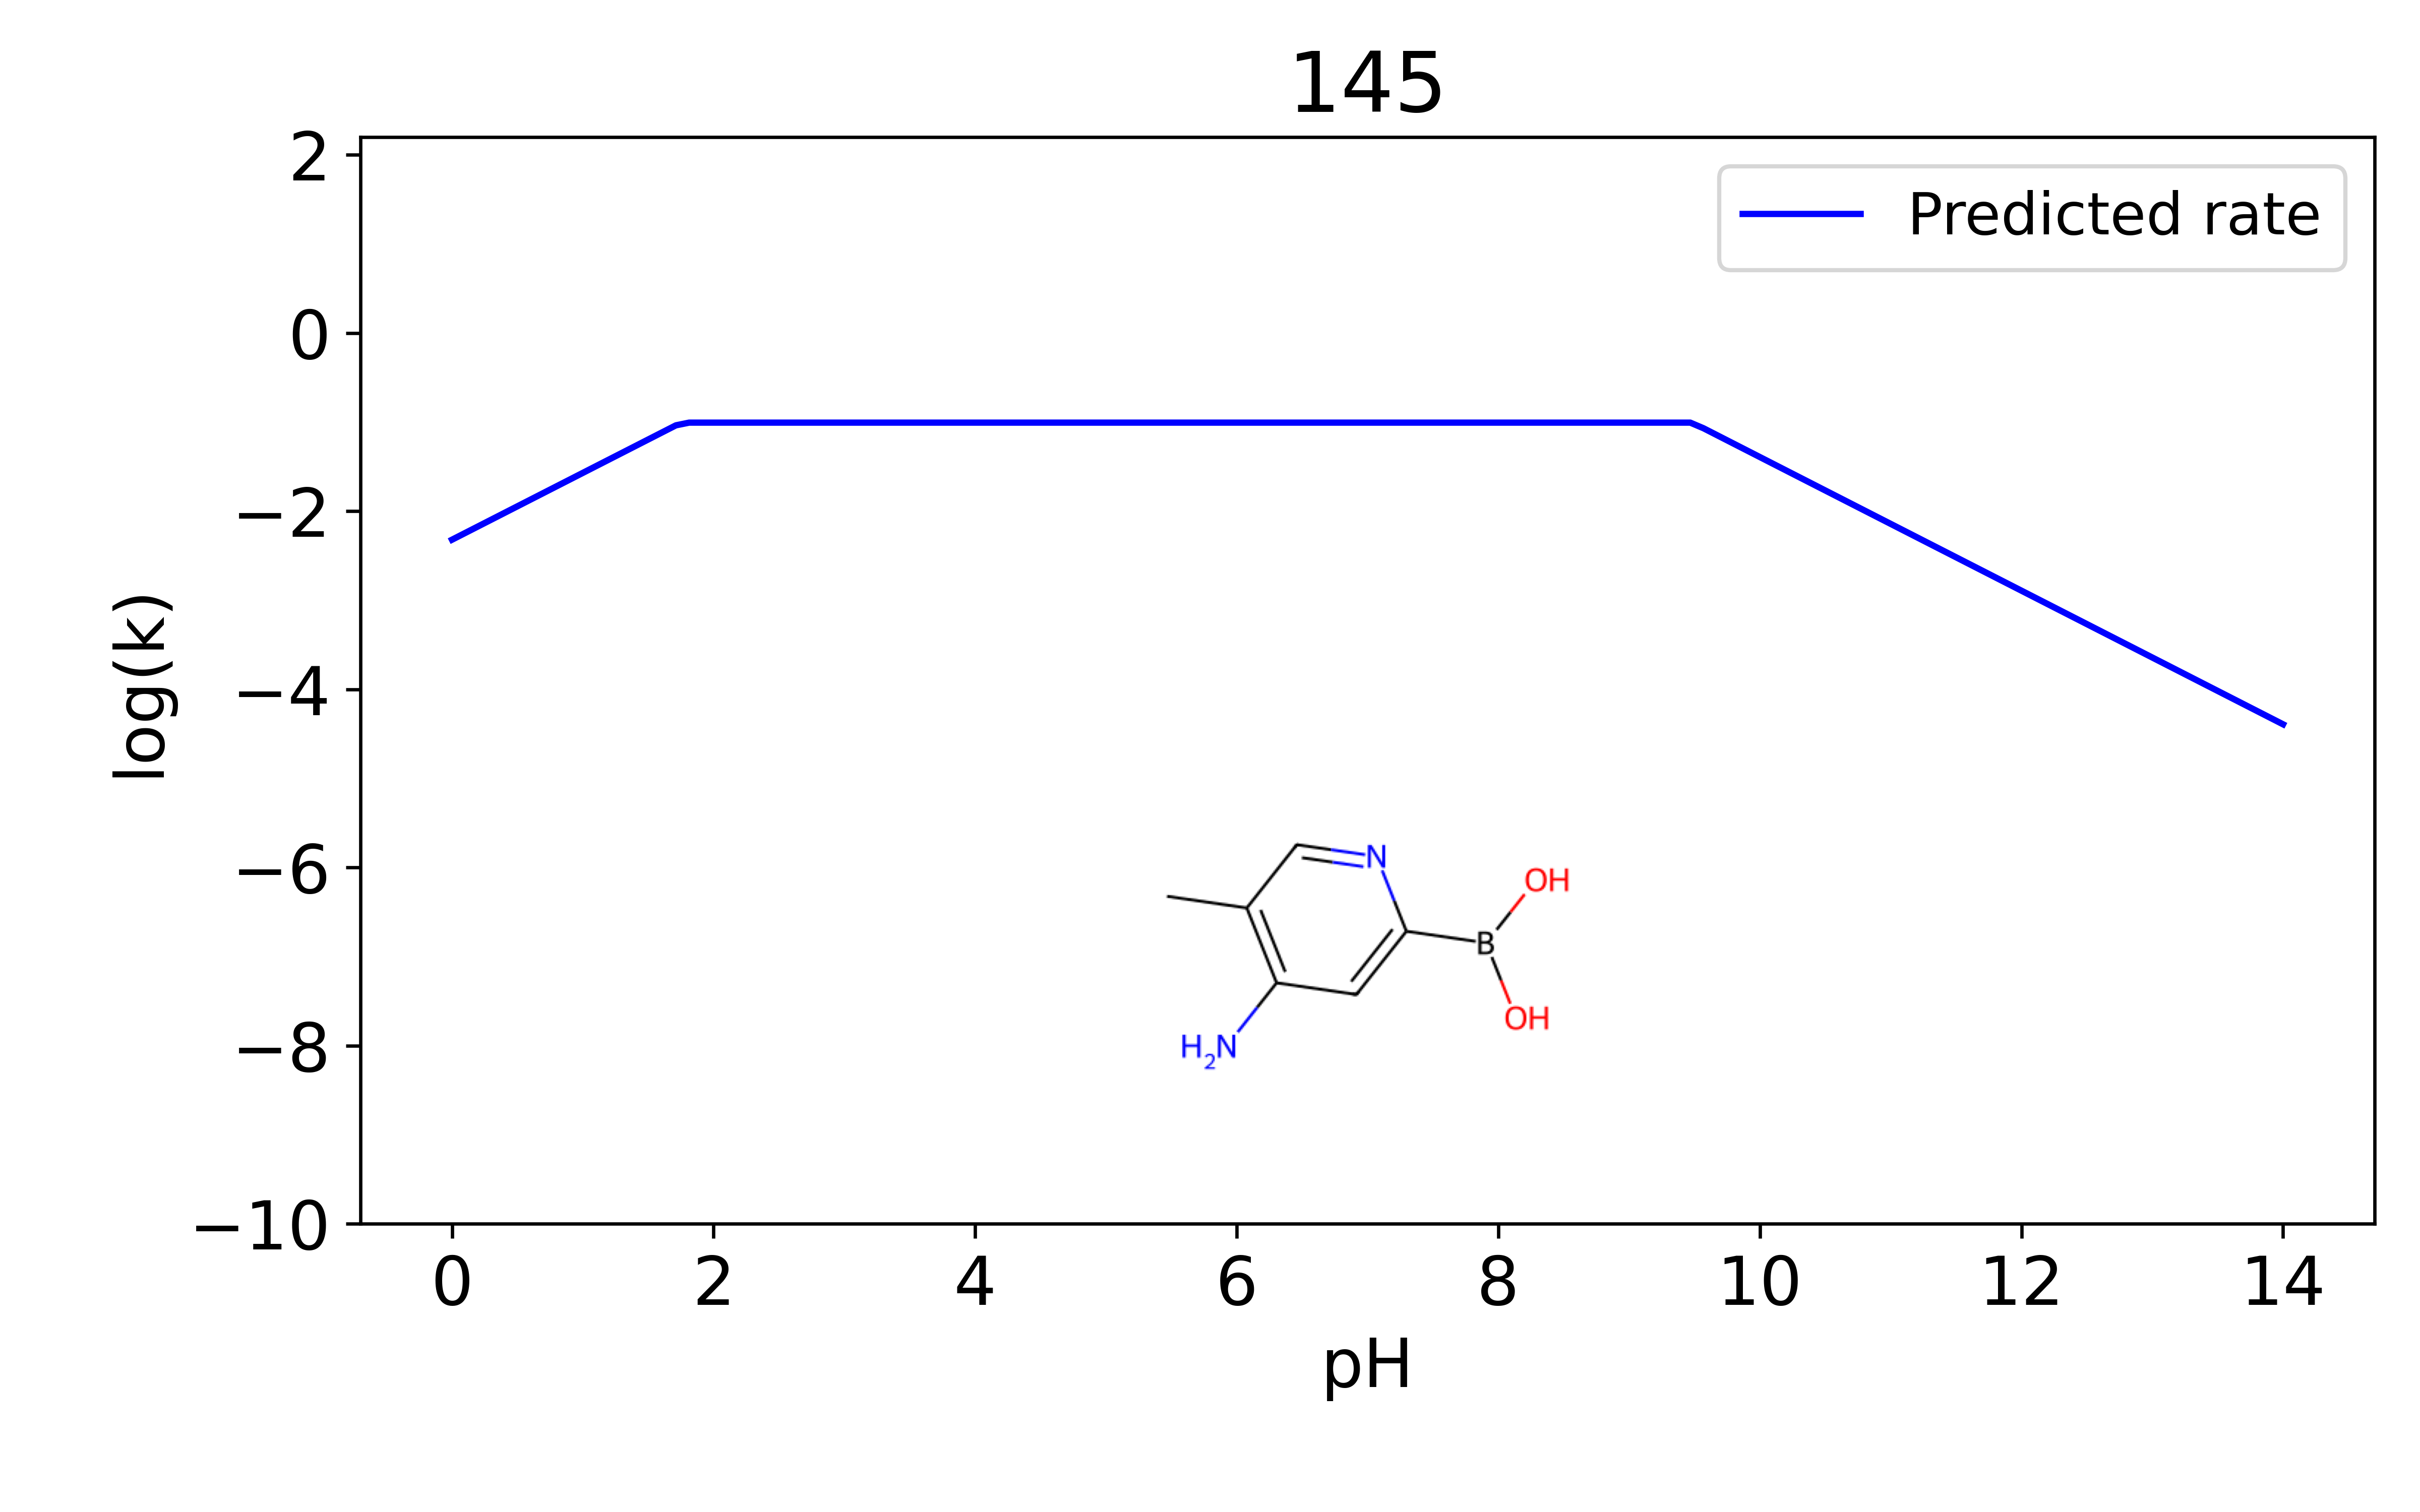 145
2
0
−2
−4
−6
−8
−10
log(k)
Predicted rate
N
OH
B
OH
H2N
0 2 4 6 8 10 12 14
pH